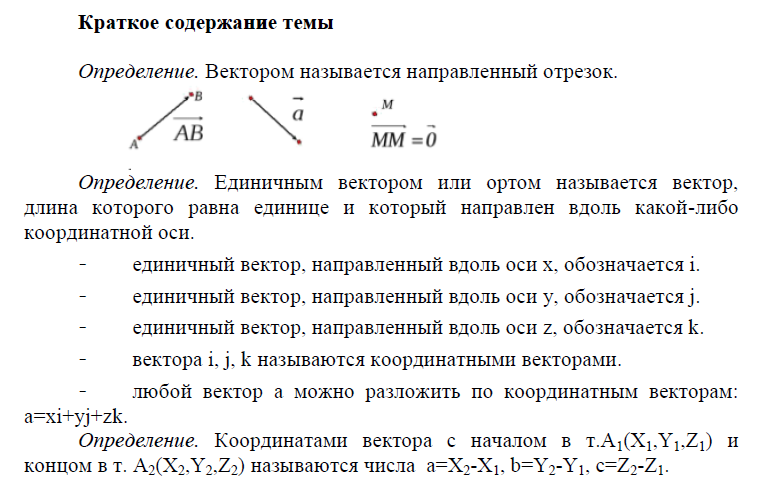 Краткое содержание темы
Определение. Вектором называется направленный отрезок.
A B AB a M MM =0
Определение. Единичным вектором или ортом называется вектор,
длина которого равна единице и который направлен вдоль какой-либо
координатной оси.
- единичный вектор, направленный вдоль оси x, обозначается i.
- единичный вектор, направленный вдоль оси y, обозначается j.
- единичный вектор, направленный вдоль оси z, обозначается k.
- вектора i, j, k называются координатными векторами.
- любой вектор a можно разложить по координатным векторам:
a=xi+yj+zk.
Определение. Координатами вектора с началом в т.A₁(X₁,Y₁,Z₁) и
концом в т. A₂(X₂,Y₂,Z₂) называются числа a=X₂-X₁, b=Y₂-Y₁, c=Z₂-Z₁.